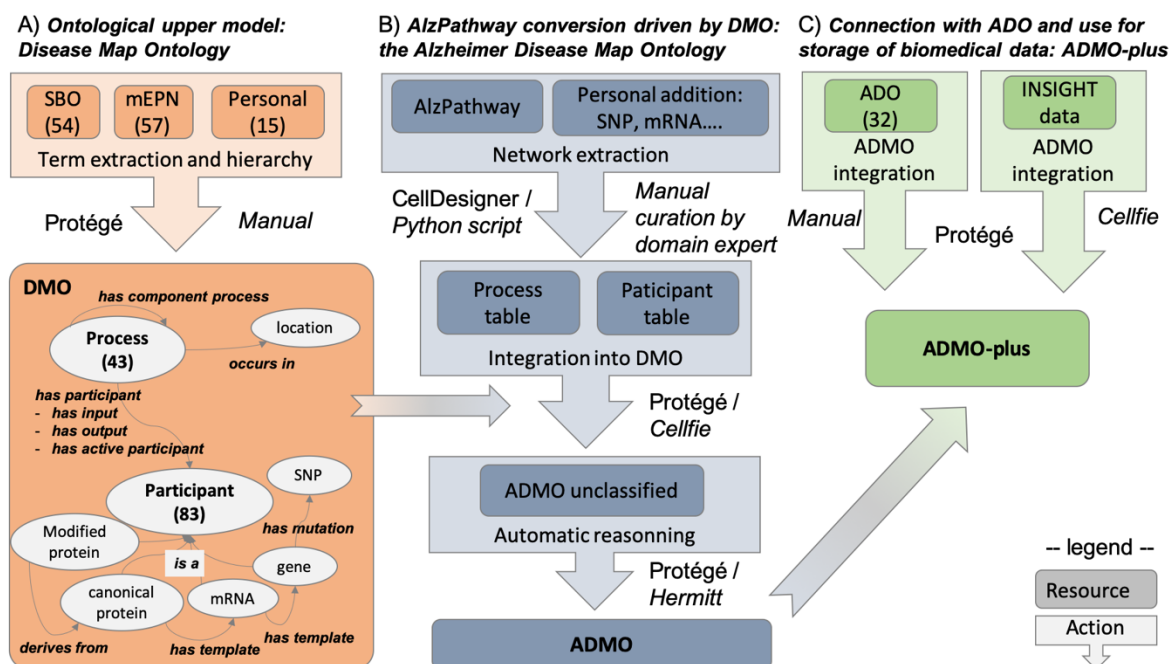 A) Ontological upper model:
Disease Map Ontology
SBO
(54)
mEPN
(57)
Personal
(15)
Term extraction and hierarchy
Protégé
Manual
DMO
has component process
Process
(43)
location
occurs in
has participant
- has input
- has output
- has active participant
Participant
(83)
SNP
has mutation
Modified
protein
is a
gene
canonical
protein
mRNA
derives from
has template
has template
B) AlzPathway conversion driven by DMO:
the Alzheimer Disease Map Ontology
AlzPathway
Personal addition:
SNP, mRNA....
Network extraction
CellDesigner /
Python script
Manual
curation by
domain expert
Process
table
Paticipant
table
Integration into DMO
Protégé /
Cellfie
ADMO unclassified
Automatic reasonning
Protégé /
Hermitt
ADMO
C) Connection with ADO and use for
storage of biomedical data: ADMO-plus
ADO
(32)
ADMO
integration
INSIGHT
data
ADMO
integration
Manual
Protégé
Cellfie
ADMO-plus
-- legend --
Resource
Action